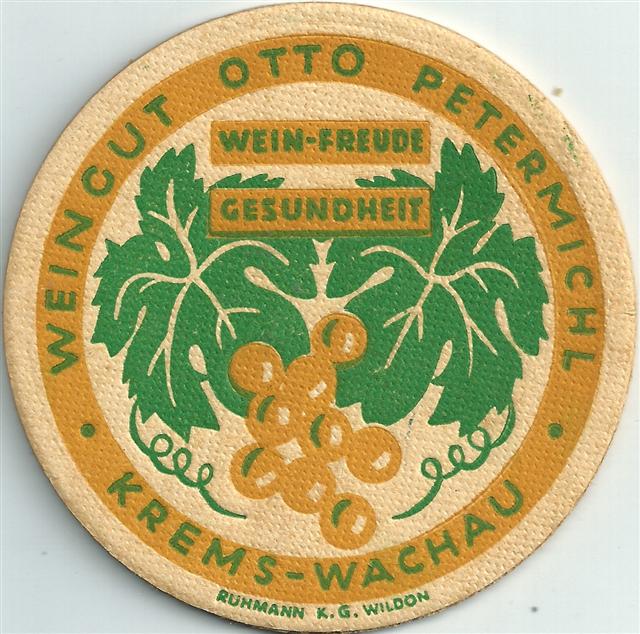 WEINGUT OTTO PETERMICHL
WEIN-FREUDE
GESUNDHEIT
• KREMS-WACHAU •
RUHMANN K.G. WILDON